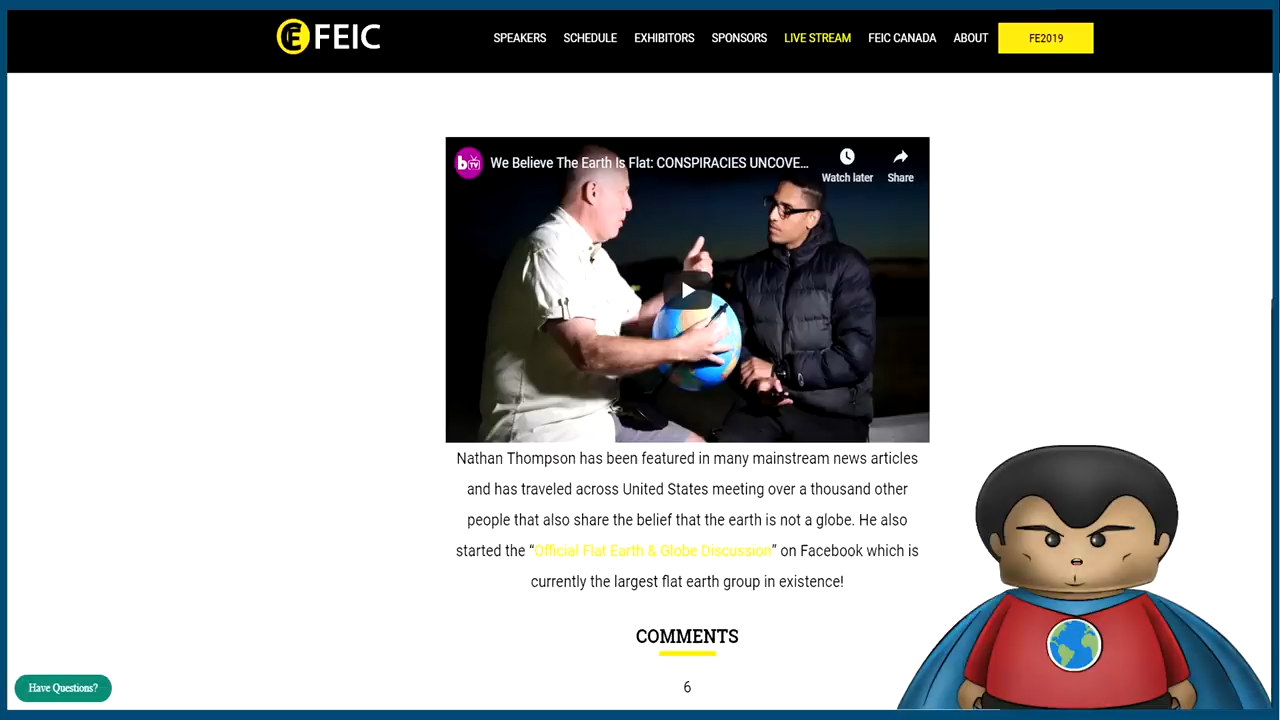 FEIC
SPEAKERS SCHEDULE EXHIBITORS SPONSORS LIVE STREAM FEIC CANADA ABOUT FE2019
b TV We Believe The Earth Is Flat: CONSPIRACIES UNCOVE...
Watch later Share
Nathan Thompson has been featured in many mainstream news articles
and has traveled across United States meeting over a thousand other
people that also share the belief that the earth is not a globe. He also
started the “Official Flat Earth & Globe Discussion” on Facebook which is
currently the largest flat earth group in existence!
COMMENTS
6
Have Questions?